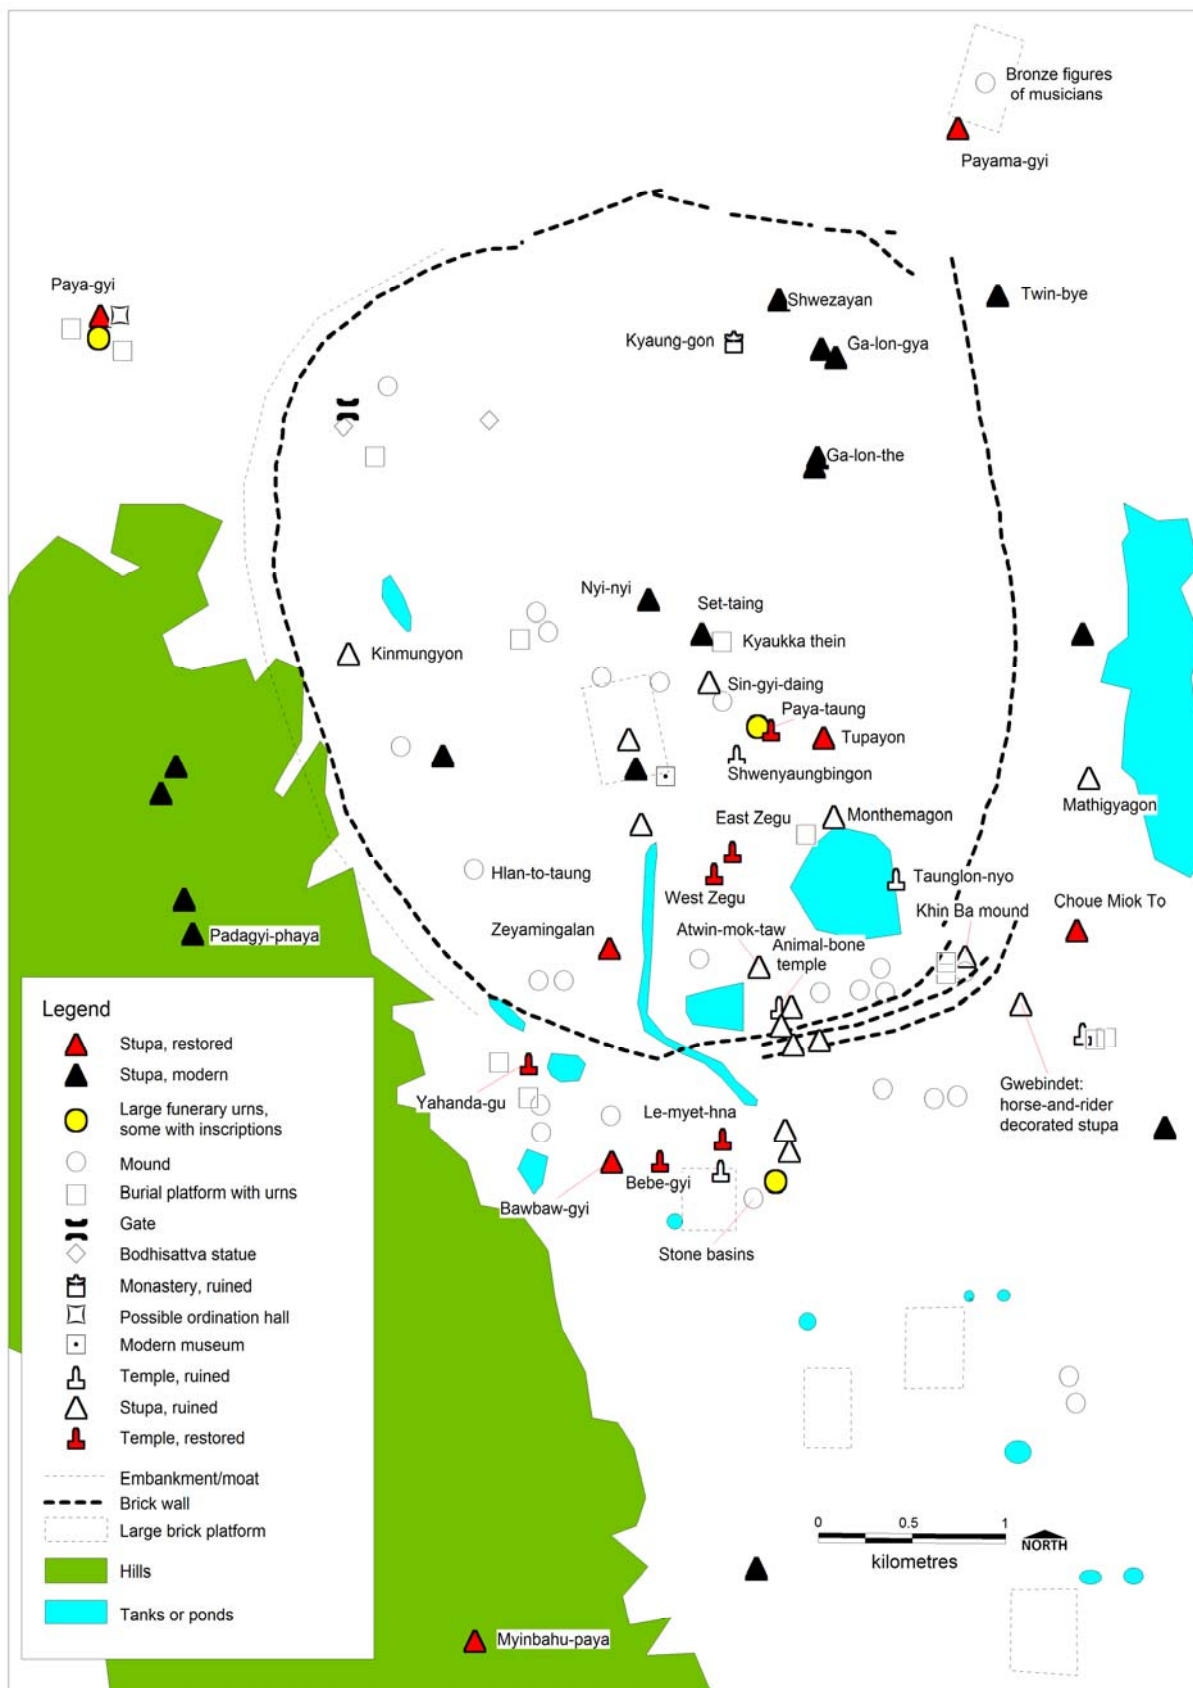 Bronze figures
of musicians
Payama-gyi
Paya-gyi
Shwezayan
Twin-bye
Kyaung-gon
Ga-lon-gya
Ga-lon-the
Nyi-nyi
Set-taing
Kyaukka thein
Kinmungyon
Sin-gyi-daing
Paya-taung
Tupayon
Shwenyaungbingon
Mathigyagon
East Zegu
Monthemagon
Hlan-to-taung
Taunglon-nyo
West Zegu
Khin Ba mound
Choue Miok To
Padagyi-phaya
Zeyamingalan
Atwin-mok-taw
Animal-bone
temple
Yahanda-gu
Le-myet-hna
Gwebindet:
horse-and-rider
decorated stupa
Bebe-gyi
Bawbaw-gyi
Stone basins
Legend
Stupa, restored
Stupa, modern
Large funerary urns,
some with inscriptions
Mound
Burial platform with urns
Gate
Bodhisattva statue
Monastery, ruined
Possible ordination hall
Modern museum
Temple, ruined
Stupa, ruined
Temple, restored
Embankment/moat
Brick wall
Large brick platform
Hills
Tanks or ponds
0 0.5 1
kilometres
NORTH
Myinbahu-paya